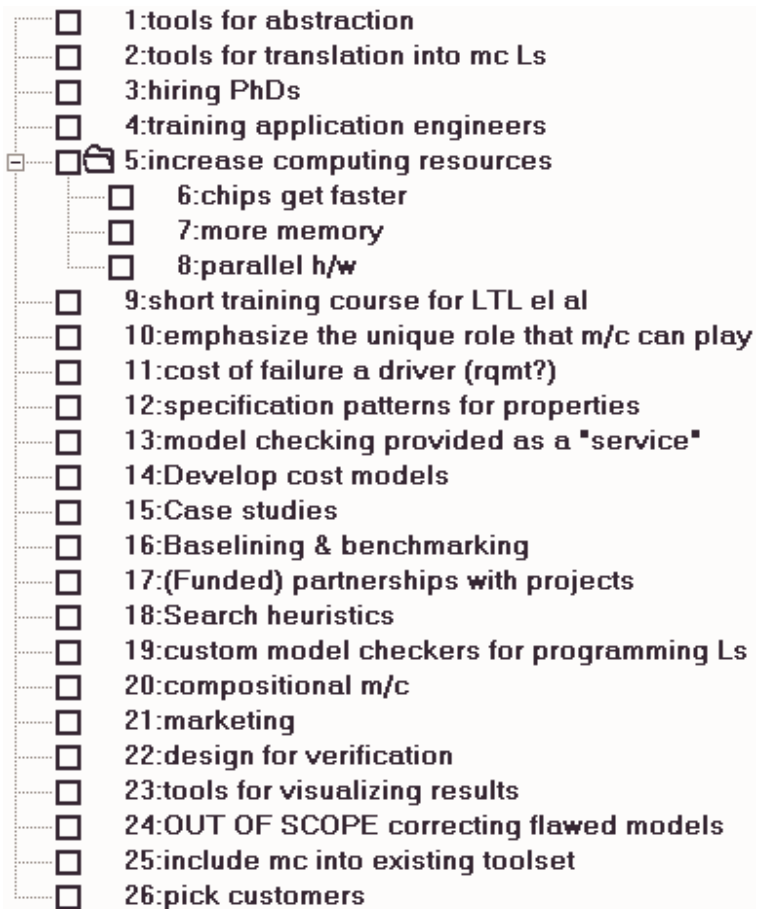 1:tools for abstraction
2:tools for translation into mc Ls
3:hiring PhDs
4:training application engineers
5:increase computing resources
6:chips get faster
7:more memory
8:parallel h/w
9:short training course for LTL el al
10:emphasize the unique role that m/c can play
11:cost of failure a driver (rqmt?)
12:specification patterns for properties
13:model checking provided as a "service"
14:Develop cost models
15:Case studies
16:Baselining & benchmarking
17:(Funded) partnerships with projects
18:Search heuristics
19:custom model checkers for programming Ls
20:compositional m/c
21:marketing
22:design for verification
23:tools for visualizing results
24:OUT OF SCOPE correcting flawed models
25:include mc into existing toolset
26:pick customers